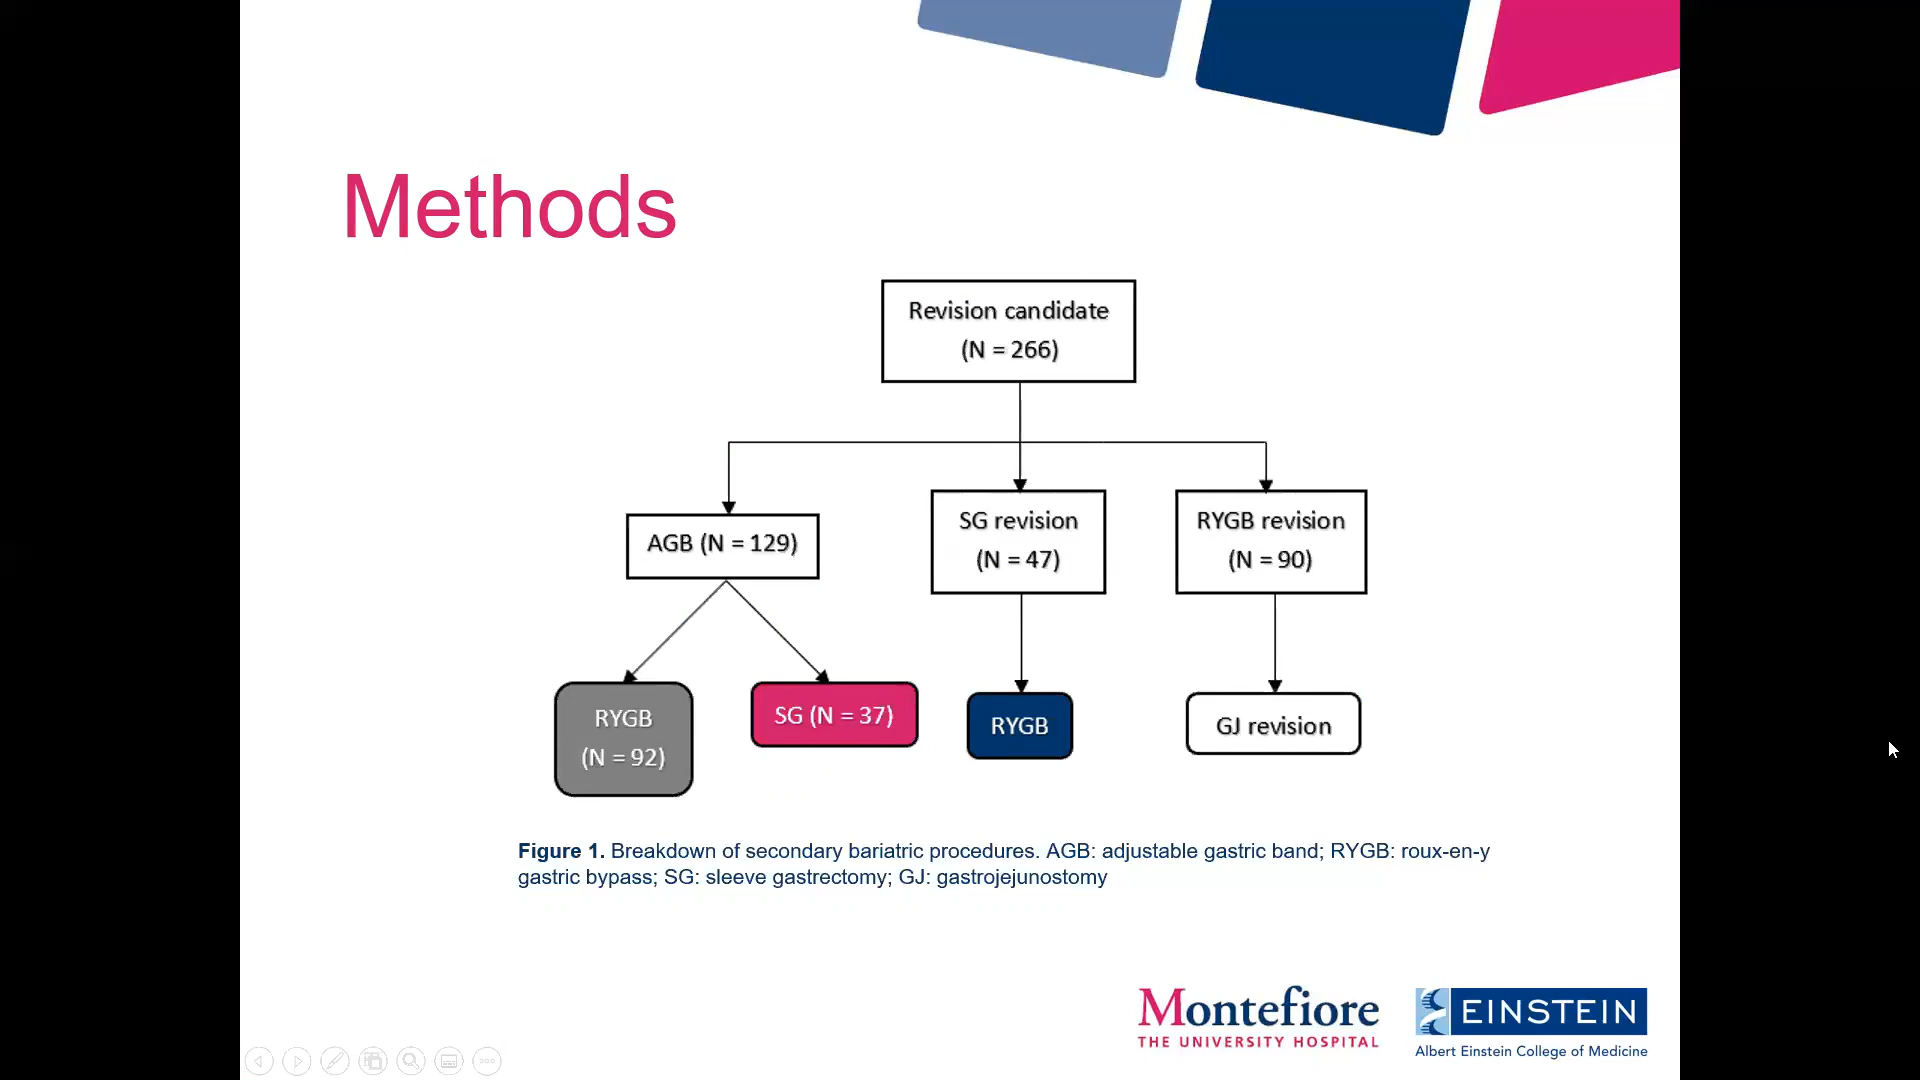 Methods
Revision candidate
(N = 266)
AGB (N = 129)
SG revision
(N = 47)
RYGB revision
(N = 90)
RYGB
(N = 92)
SG (N = 37)
RYGB
GJ revision
Figure 1. Breakdown of secondary bariatric procedures. AGB: adjustable gastric band; RYGB: roux-en-y
gastric bypass; SG: sleeve gastrectomy; GJ: gastrojejunostomy
Montefiore
THE UNIVERSITY HOSPITAL
EINSTEIN
Albert Einstein College of Medicine